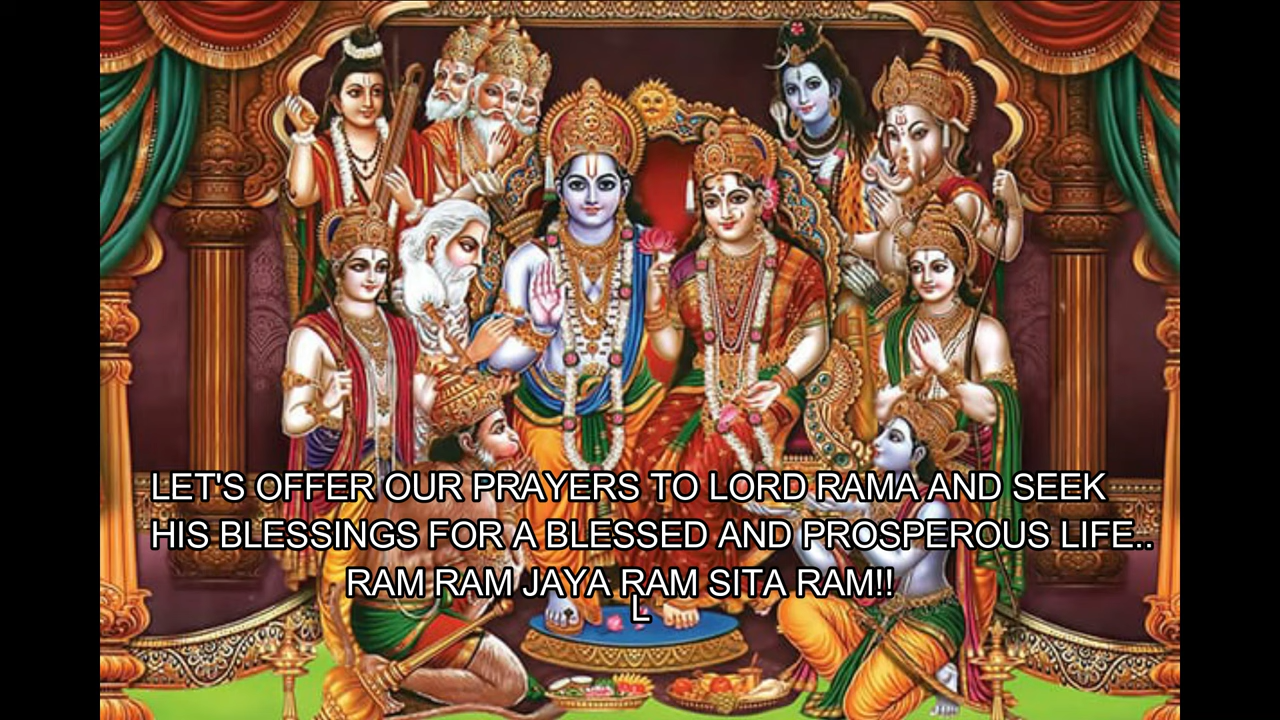 LET'S OFFER OUR PRAYERS TO LORD RAMA AND SEEK
HIS BLESSINGS FOR A BLESSED AND PROSPEROUS LIFE..
RAM RAM JAYA RAM SITA RAM!!
L